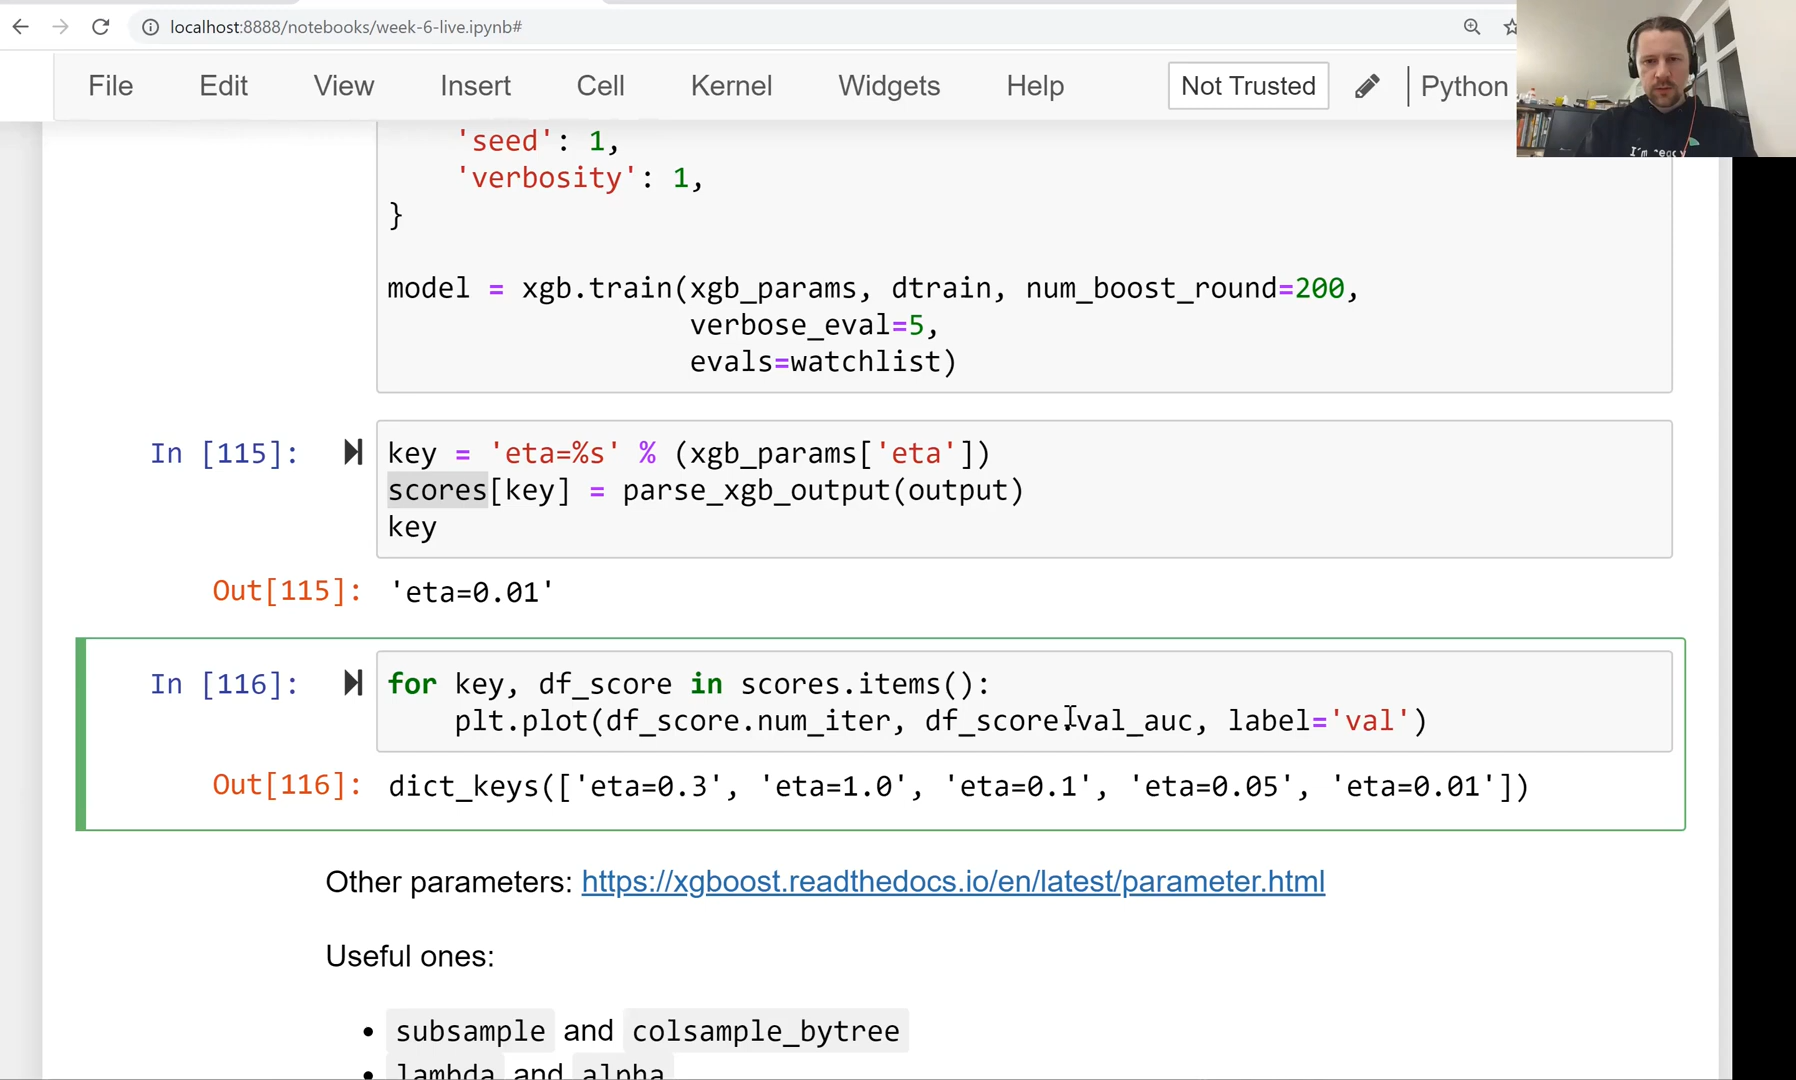 localhost:8888/notebooks/week-6-live.ipynb#
File Edit View Insert Cell Kernel Widgets Help Not Trusted Python
'seed': 1,
'verbosity': 1,
}
model = xgb.train(xgb_params, dtrain, num_boost_round=200,
verbose_eval=5,
evals=watchlist)
In [115]: key = 'eta=%s' % (xgb_params['eta'])
scores[key] = parse_xgb_output(output)
key
Out[115]: 'eta=0.01'
In [116]: for key, df_score in scores.items():
plt.plot(df_score.num_iter, df_score.val_auc, label='val')
Out[116]: dict_keys(['eta=0.3', 'eta=1.0', 'eta=0.1', 'eta=0.05', 'eta=0.01'])
Other parameters: https://xgboost.readthedocs.io/en/latest/parameter.html
Useful ones:
• subsample and colsample_bytree
• lambda and alpha
I'm ready